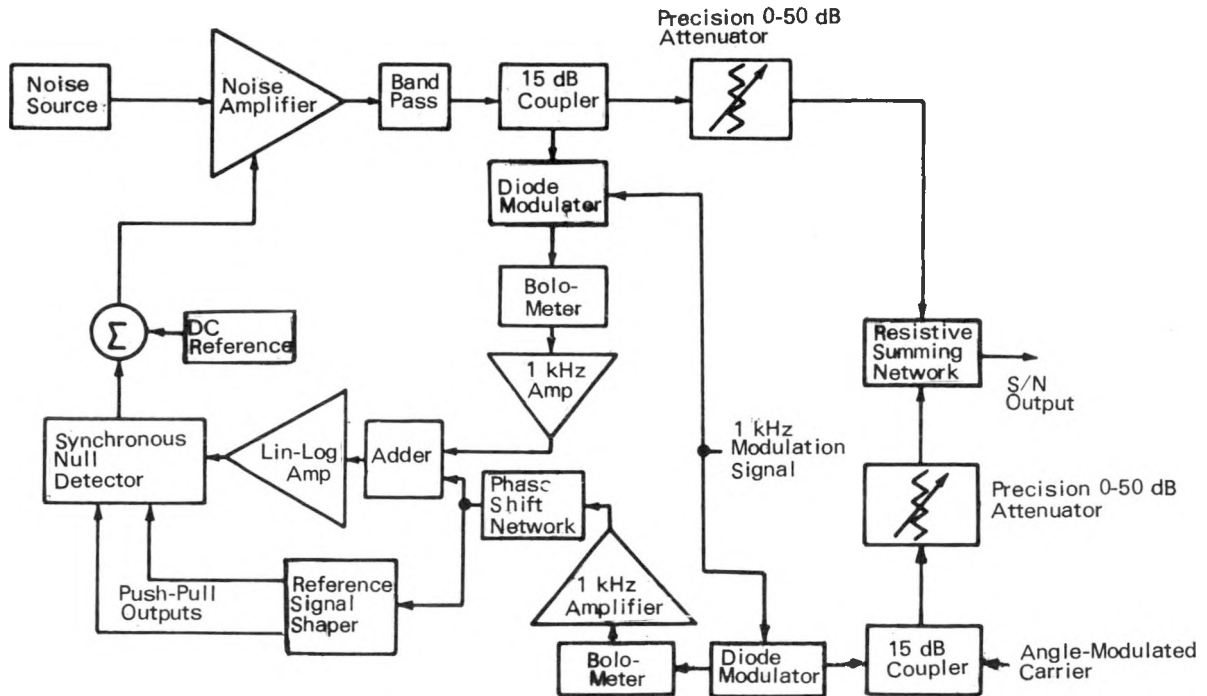 Precision 0-50 dB
Attenuator
Noise
Source
Noise
Amplifier
Band
Pass
15 dB
Coupler
Diode
Modulater
Bolo-
Meter
1 kHz
Amp
DC
Reference
Σ
Synchronous
Null
Detector
Lin-Log
Amp
Adder
Phase
Shift
Network
Resistive
Summing
Network
S/N
Output
1 kHz
Modulation
Signal
Precision 0-50 dB
Attenuator
Push-Pull
Outputs
Reference
Signal
Shaper
1 kHz
Amplifier
Bolo-
Meter
Diode
Modulator
15 dB
Coupler
Angle-Modulated
Carrier